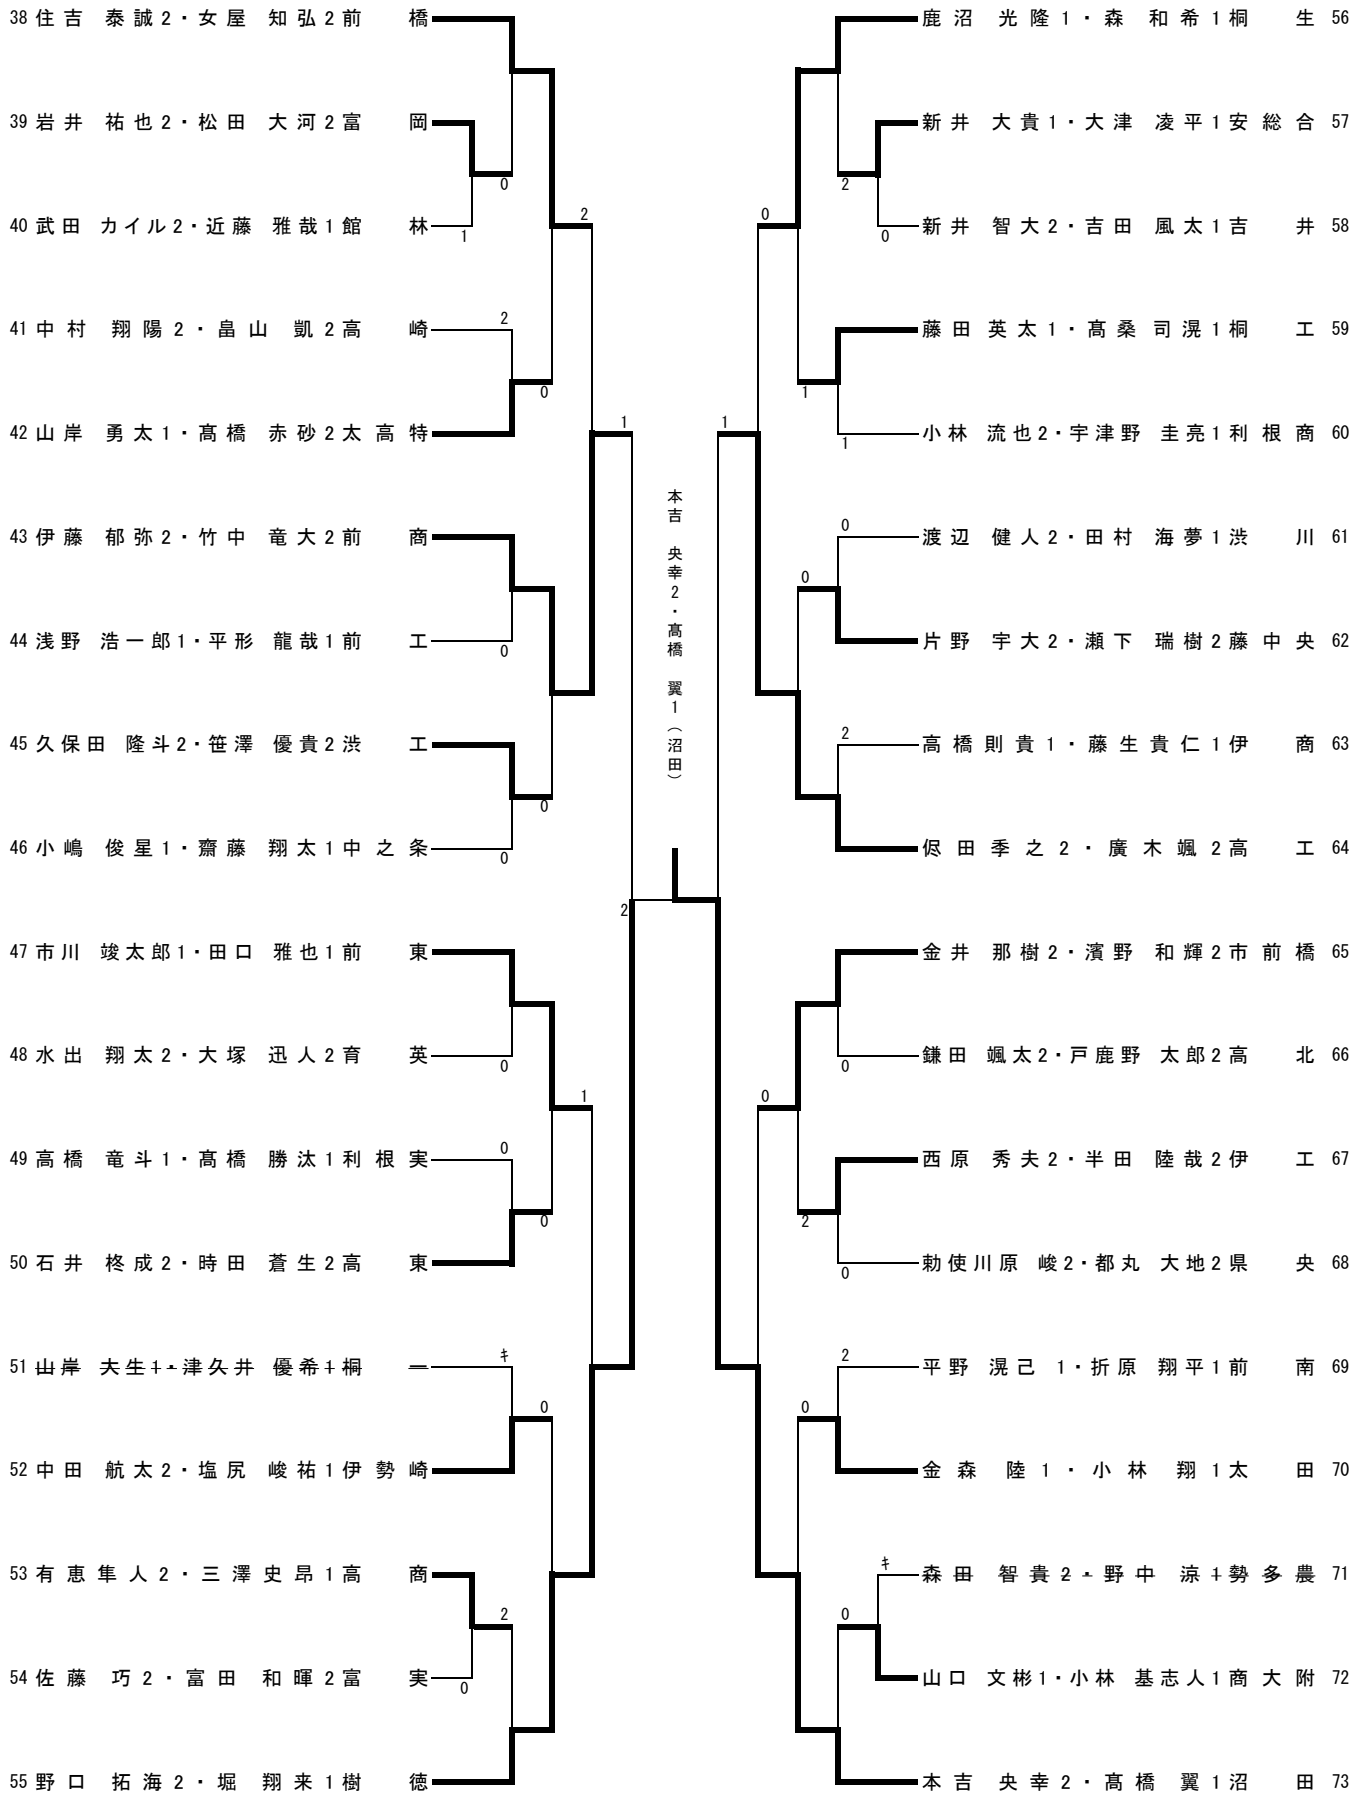 38 住吉 泰誠2・女屋 知弘2 前橋
39 岩井 祐也2・松田 大河2 富岡
0
40 武田 カイル2・近藤 雅哉1 館林
1
2
41 中村 翔陽2・畠山 凱2 高崎
2
0
42 山岸 勇太1・髙橋 赤砂2 太高特
1
43 伊藤 郁弥2・竹中 竜大2 前商
44 浅野 浩一郎1・平形 龍哉1 前工
0
45 久保田 隆斗2・笹澤 優貴2 渋工
0
46 小嶋 俊星1・齋藤 翔太1 中之条
0
2
47 市川 竣太郎1・田口 雅也1 前東
48 水出 翔太2・大塚 迅人2 育英
0
1
49 高橋 竜斗1・髙橋 勝汰1 利根実
0
0
50 石井 柊成2・時田 蒼生2 高東
51 山岸 大生1・津久井 優希1 桐一
キ
0
52 中田 航太2・塩尻 峻祐1 伊勢崎
53 有恵隼人2・三澤史昂1 高商
2
54 佐藤 巧2・富田 和暉2 富実
0
55 野口 拓海2・堀 翔来1 樹徳
本吉 央幸2・髙橋 翼1(沼田)
鹿沼 光隆1・森 和希1 桐生 56
新井 大貴1・大津 凌平1 安総合 57
2
0
新井 智大2・吉田 風太1 吉井 58
0
藤田英太1・髙桑司滉1 桐工 59
1
1
小林 流也2・宇津野 圭亮1 利根商 60
1
0
渡辺 健人2・田村 海夢1 渋川 61
0
片野 宇大2・瀬下 瑞樹2 藤中央 62
2
高橋則貴1・藤生貴仁1 伊商 63
侭田季之2・廣木颯2 高工 64
金井 那樹2・濱野 和輝2 市前橋 65
鎌田 颯太2・戸鹿野 太郎2 高北 66
0
0
西原 秀夫2・半田 陸哉2 伊工 67
2
勅使川原 峻2・都丸 大地2 県央 68
0
2
平野 滉己 1・折原 翔平1 前南 69
0
金森 陸1・小林 翔1 太田 70
キ
森田 智貴2・野中 涼1 勢多農 71
0
山口 文彬1・小林 基志人1 商大附 72
本吉 央幸2・髙橋 翼1 沼田 73